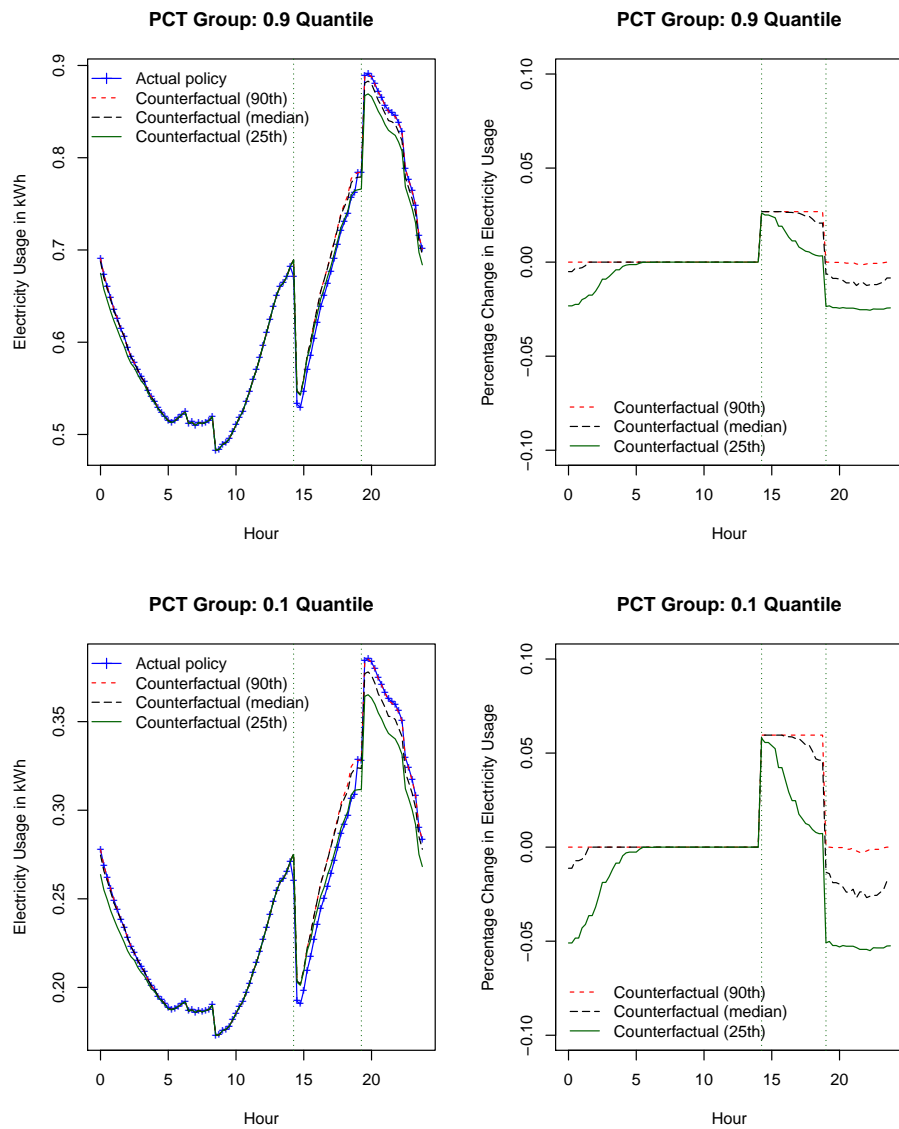 PCT Group: 0.9 Quantile
Electricity Usage in kWh
0.9
0.8
0.7
0.6
0.5
Actual policy
Counterfactual (90th)
Counterfactual (median)
Counterfactual (25th)
0 5 10 15 20
Hour
PCT Group: 0.9 Quantile
Percentage Change in Electricity Usage
0.10
0.05
0.00
−0.05
−0.10
Counterfactual (90th)
Counterfactual (median)
Counterfactual (25th)
0 5 10 15 20
Hour
PCT Group: 0.1 Quantile
Electricity Usage in kWh
0.35
0.30
0.25
0.20
Actual policy
Counterfactual (90th)
Counterfactual (median)
Counterfactual (25th)
0 5 10 15 20
Hour
PCT Group: 0.1 Quantile
Percentage Change in Electricity Usage
0.10
0.05
0.00
−0.05
−0.10
Counterfactual (90th)
Counterfactual (median)
Counterfactual (25th)
0 5 10 15 20
Hour